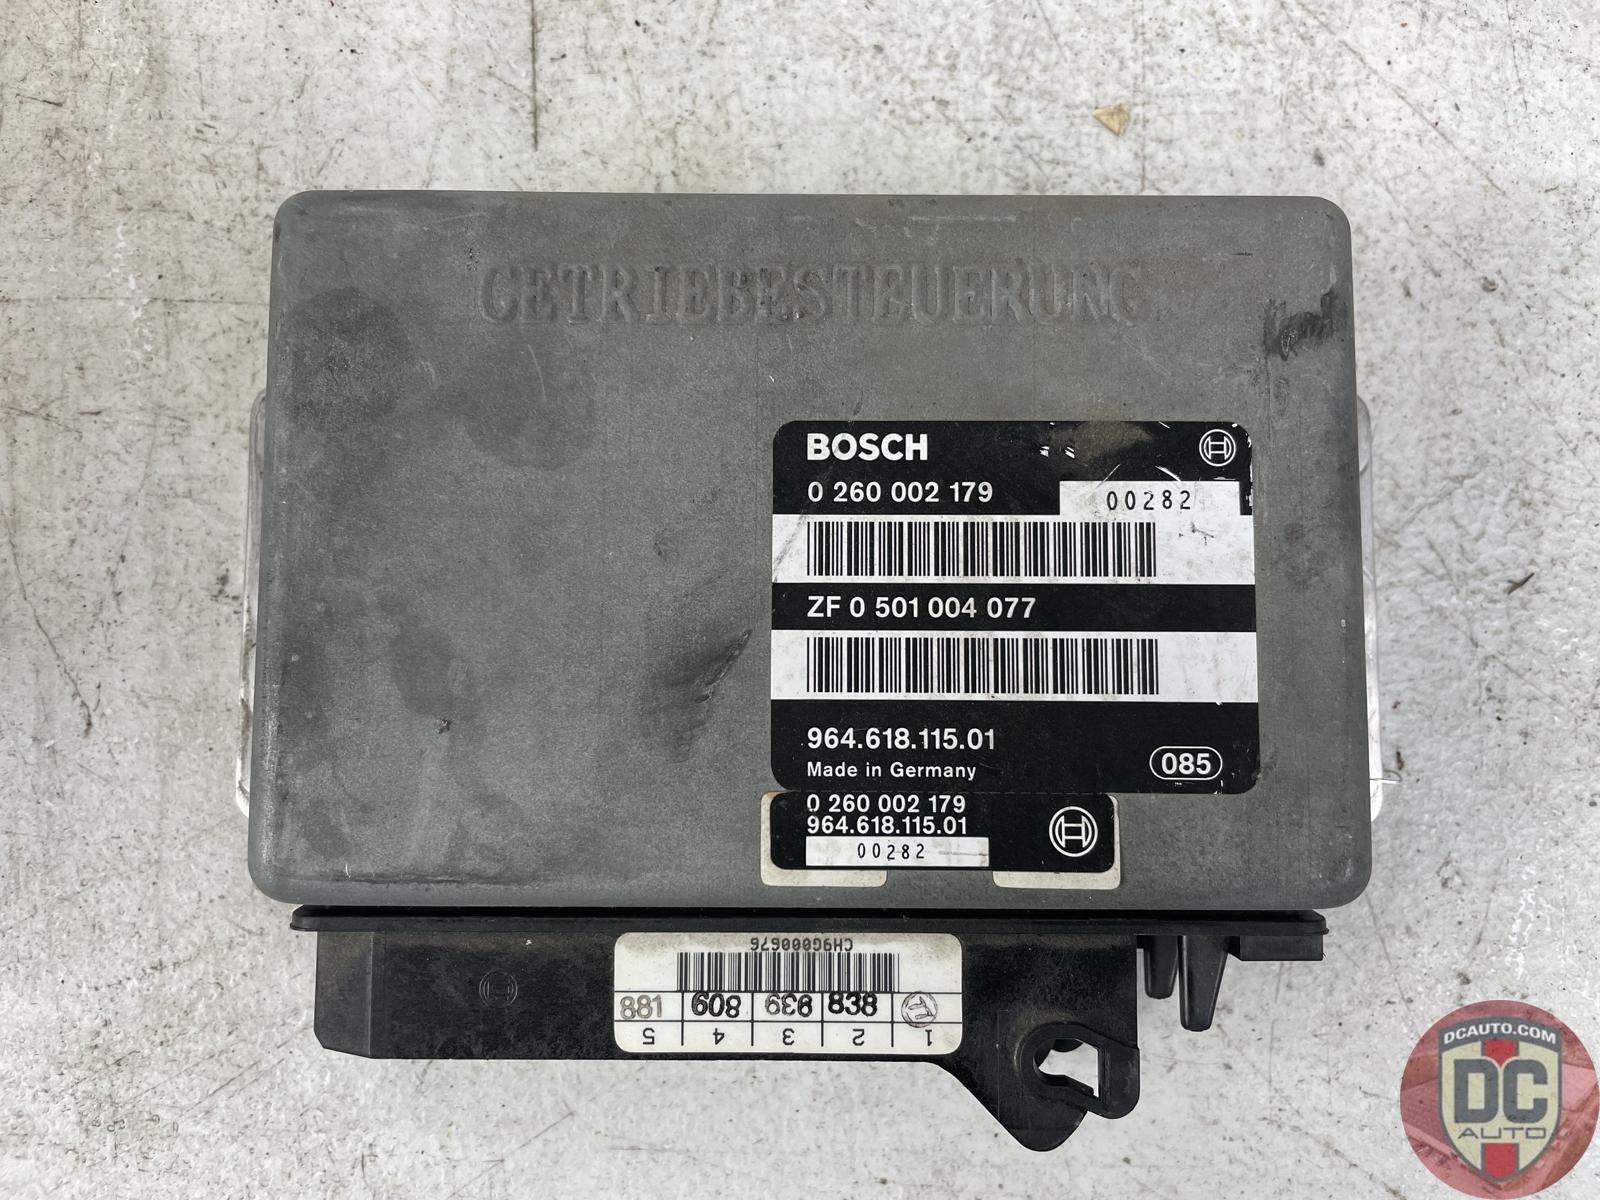 GETRIEBESTEUERUNG
BOSCH
0 260 002 179
00282
ZF 0 501 004 077
964.618.115.01
Made in Germany
085
0 260 002 179
964.618.115.01
00282
CH9G000676
1 2 3 4 5
838 939 809 881
DCAUTO.COM
DC
AUTO